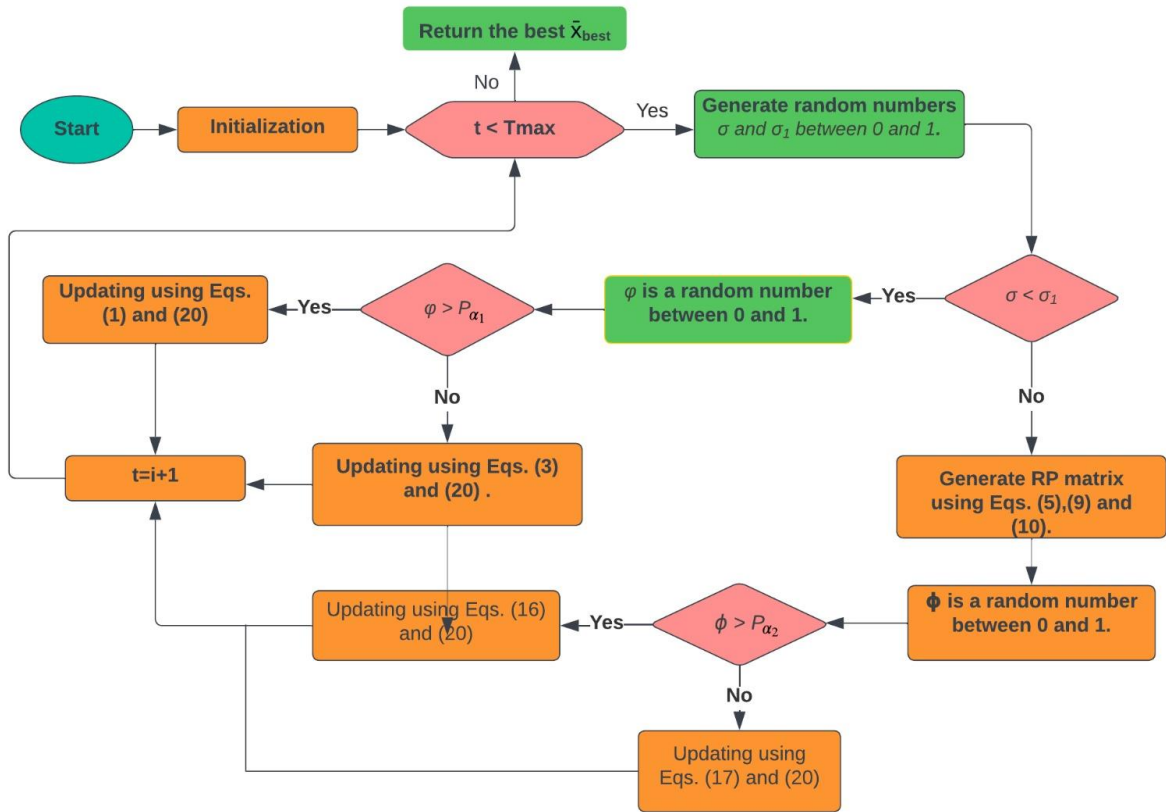 Return the best x̄best
No
Start
Initialization
t < Tmax
Yes
Generate random numbers
σ and σ1 between 0 and 1.
Updating using Eqs.
(1) and (20)
Yes
φ > Pα1
φ is a random number
between 0 and 1.
Yes
σ < σ1
No
No
t=i+1
Updating using Eqs. (3)
and (20) .
Generate RP matrix
using Eqs. (5),(9) and
(10).
Updating using Eqs. (16)
and (20)
Yes
ϕ > Pα2
ϕ is a random number
between 0 and 1.
No
Updating using
Eqs. (17) and (20)